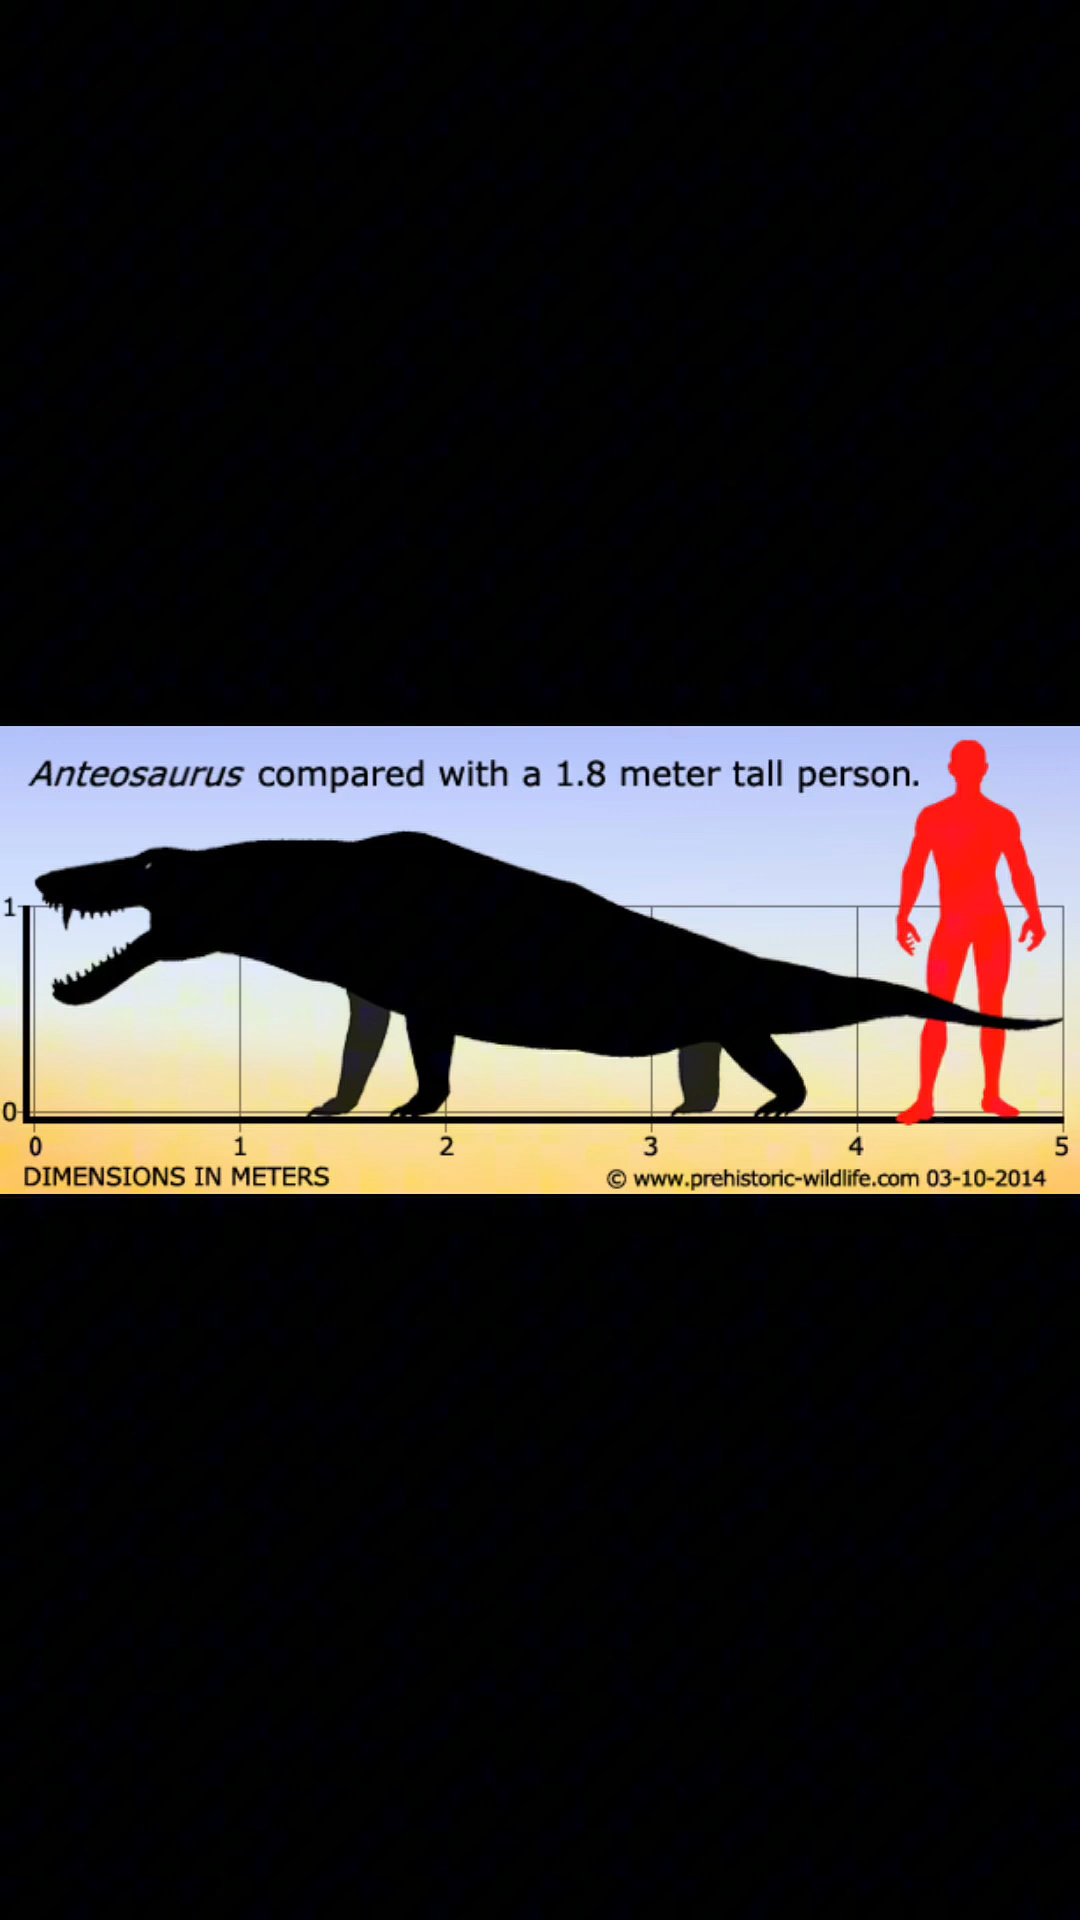 Anteosaurus compared with a 1.8 meter tall person.
1
0
0 1 2 3 4 5
DIMENSIONS IN METERS © www.prehistoric-wildlife.com 03-10-2014